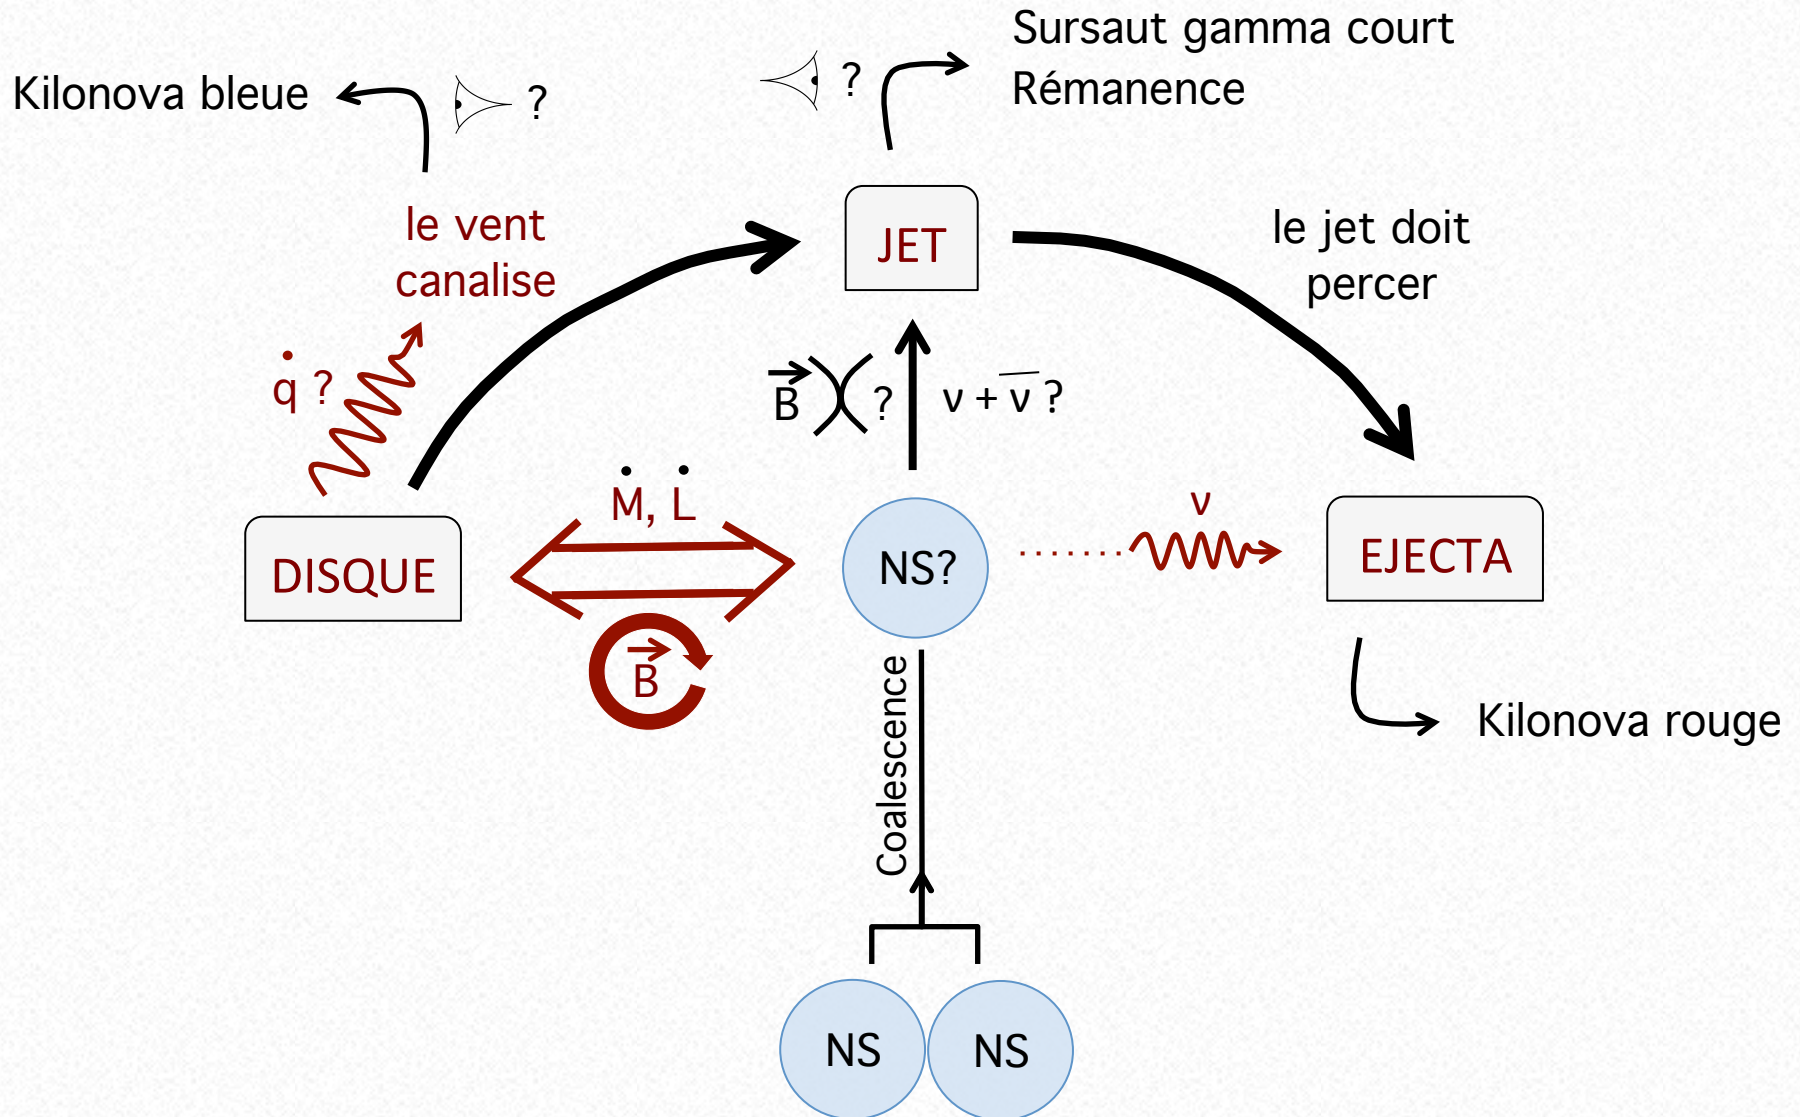 Sursaut gamma court
Rémanence
Kilonova bleue
?
?
le vent
canalise
JET
le jet doit
percer
q̇ ?
B⃗ ?
ν + ν̅ ?
Ṁ, L̇
ν
DISQUE
NS?
EJECTA
B⃗
Coalescence
Kilonova rouge
NS
NS